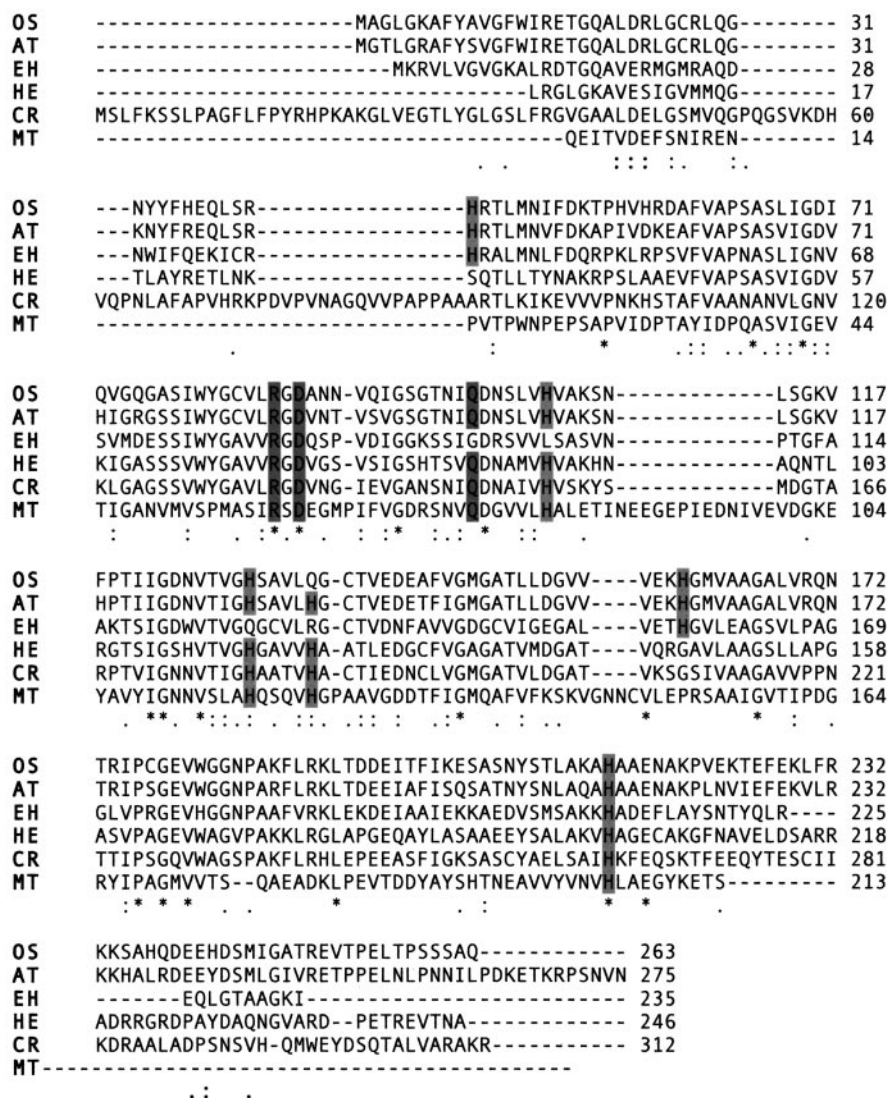 OS ---------------------MAGLGKAFYAVGFWIRETGQALDRLGCRLQG-------- 31
AT ---------------------MGTLGRAFYSVGFWIRETGQALDRLGCRLQG-------- 31
EH ------------------------MKRVLVGVGKALRDTGQAVERMGMRAQD-------- 28
HE -----------------------------------LRGLGKAVESIGVMMQG-------- 17
CR MSLFKSSLPAGFLFPYRHPKAKGLVEGTLYGLGSLFRGVGAALDELGSMVQGPQGSVKDH 60
MT --------------------------------------QEITVDEFSNIREN-------- 14
. . ::: :. :.
OS ---NYYFHEQLSR-----------------HRTLMNIFDKTPHVHRDAFVAPSASLIGDI 71
AT ---KNYFREQLSR-----------------HRTLMNVFDKAPIVDKEAFVAPSASVIGDV 71
EH ---NWIFQEKICR-----------------HRALMNLFDQRPKLRPSVFVAPNASLIGNV 68
HE ---TLAYRETLNK-----------------SQTLLTYNAKRPSLAAEVFVAPSASVIGDV 57
CR VQPNLAFAPVHRKPDVPVNAGQVVPAPPAAARTLKIKEVVVPNKHSTAFVAANANVLGNV 120
MT ------------------------------PVTPWNPEPSAPVIDPTAYIDPQASVIGEV 44
. : * .:: ..*.::*::
OS QVGQGASIWYGCVLRGDANN-VQIGSGTNIQDNSLVHVAKSN-------------LSGKV 117
AT HIGRGSSIWYGCVLRGDVNT-VSVGSGTNIQDNSLVHVAKSN-------------LSGKV 117
EH SVMDESSIWYGAVVRGDQSP-VDIGGKSSIGDRSVVLSASVN-------------PTGFA 114
HE KIGASSSVWYGAVVRGDVGS-VSIGSHTSVQDNAMVHVAKHN-------------AQNTL 103
CR KLGAGSSVWYGAVLRGDVNG-IEVGANSNIQDNAIVHVSKYS-------------MDGTA 166
MT TIGANVMVSPMASIRSDEGMPIFVGDRSNVQDGVVLHALETINEEGEPIEDNIVEVDGKE 104
: : . :*.* . : :* :.:.* :: . .
OS FPTIIGDNVTVGHSAVLQG-CTVEDEAFVGMGATLLDGVV----VEKHGMVAAGALVRQN 172
AT HPTIIGDNVTIGHSAVLHG-CTVEDETFIGMGATLLDGVV----VEKHGMVAAGALVRQN 172
EH AKTSIGDWVTVGQGCVLRG-CTVDNFAVVGDGCVIGEGAL----VETHGVLEAGSVLPAG 169
HE RGTSIGSHVTVGHGAVVHA-ATLEDGCFVGAGATVMDGAT----VQRGAVLAAGSLLAPG 158
CR RPTVIGNNVTIGHAATVHA-CTIEDNCLVGMGATVLDGAT----VKSGSIVAAGAVVPPN 221
MT YAVYIGNNVSLAHQSQVHGPAAVGDDTFIGMQAFVFKSKVGNNCVLEPRSAAIGVTIPDG 164
. **. *::.: . ::. .:: : .:* . : .. * * : .
OS TRIPCGEVWGGNPAKFLRKLTDDEITFIKESASNYSTLAKAHAAENAKPVEKTEFEKLFR 232
AT TRIPSGEVWGGNPARFLRKLTDEEIAFISQSATNYSNLAQAHAAENAKPLNVIEFEKVLR 232
EH GLVPRGEVHGGNPAAFVRKLEKDEIAAIEKKAEDVSMSAKKHADEFLAYSNTYQLR---- 225
HE ASVPAGEVWAGVPAKKLRGLAPGEQAYLASAAEEYSALAKVHAGECAKGFNAVELDSARR 218
CR TTIPSGQVWAGSPAKFLRHLEPEEASFIGKSASCYAELSAIHKFEQSKTFEEQYTESCII 281
MT RYIPAGMVVTS--QAEADKLPEVTDDYAYSHTNEAVVYVNVHLAEGYKETS--------- 213
:* * * . . * . : * * .
OS KKSAHQDEEHDSMIGATREVTPELTPSSSAQ------------ 263
AT KKHALRDEEYDSMLGIVRETPPELNLPNNILPDKETKRPSNVN 275
EH -------EQLGTAAGKI-------------------------- 235
HE ADRRGRDPAYDAQNGVARD--PETREVTNA------------- 246
CR KDRAALADPSNSVH-QMWEYDSQTALVARAKR----------- 312
MT-------------------------------------------
.: .